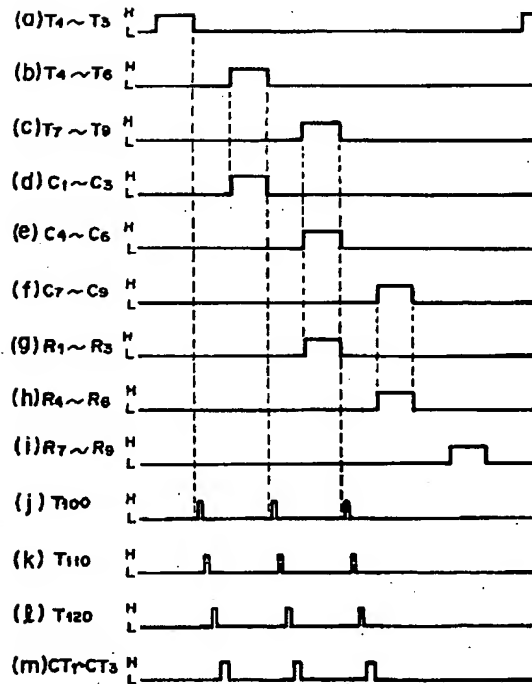 (a) T4~T3 H L
(b) T4~T6 H L
(c) T7~T9 H L
(d) C1~C3 H L
(e) C4~C6 H L
(f) C7~C9 H L
(g) R1~R3 H L
(h) R4~R6 H L
(i) R7~R9 H L
(j) T100 H L
(k) T110 H L
(l) T120 H L
(m) CT1~CT3 H L